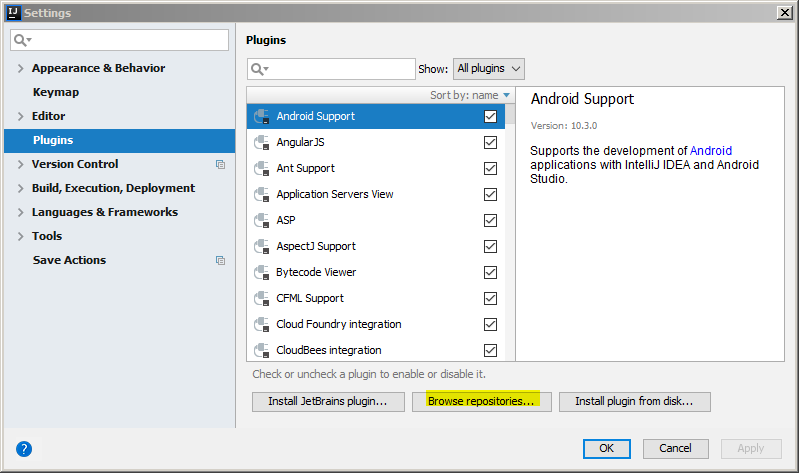 IJ Settings
Appearance & Behavior
Keymap
Editor
Plugins
Version Control
Build, Execution, Deployment
Languages & Frameworks
Tools
Save Actions
Plugins
Show: All plugins
Sort by: name
Android Support
AngularJS
Ant Support
Application Servers View
ASP
AspectJ Support
Bytecode Viewer
CFML Support
Cloud Foundry integration
CloudBees integration
Android Support
Version: 10.3.0
Supports the development of Android
applications with IntelliJ IDEA and Android
Studio.
Check or uncheck a plugin to enable or disable it.
Install JetBrains plugin... Browse repositories... Install plugin from disk...
? OK Cancel Apply